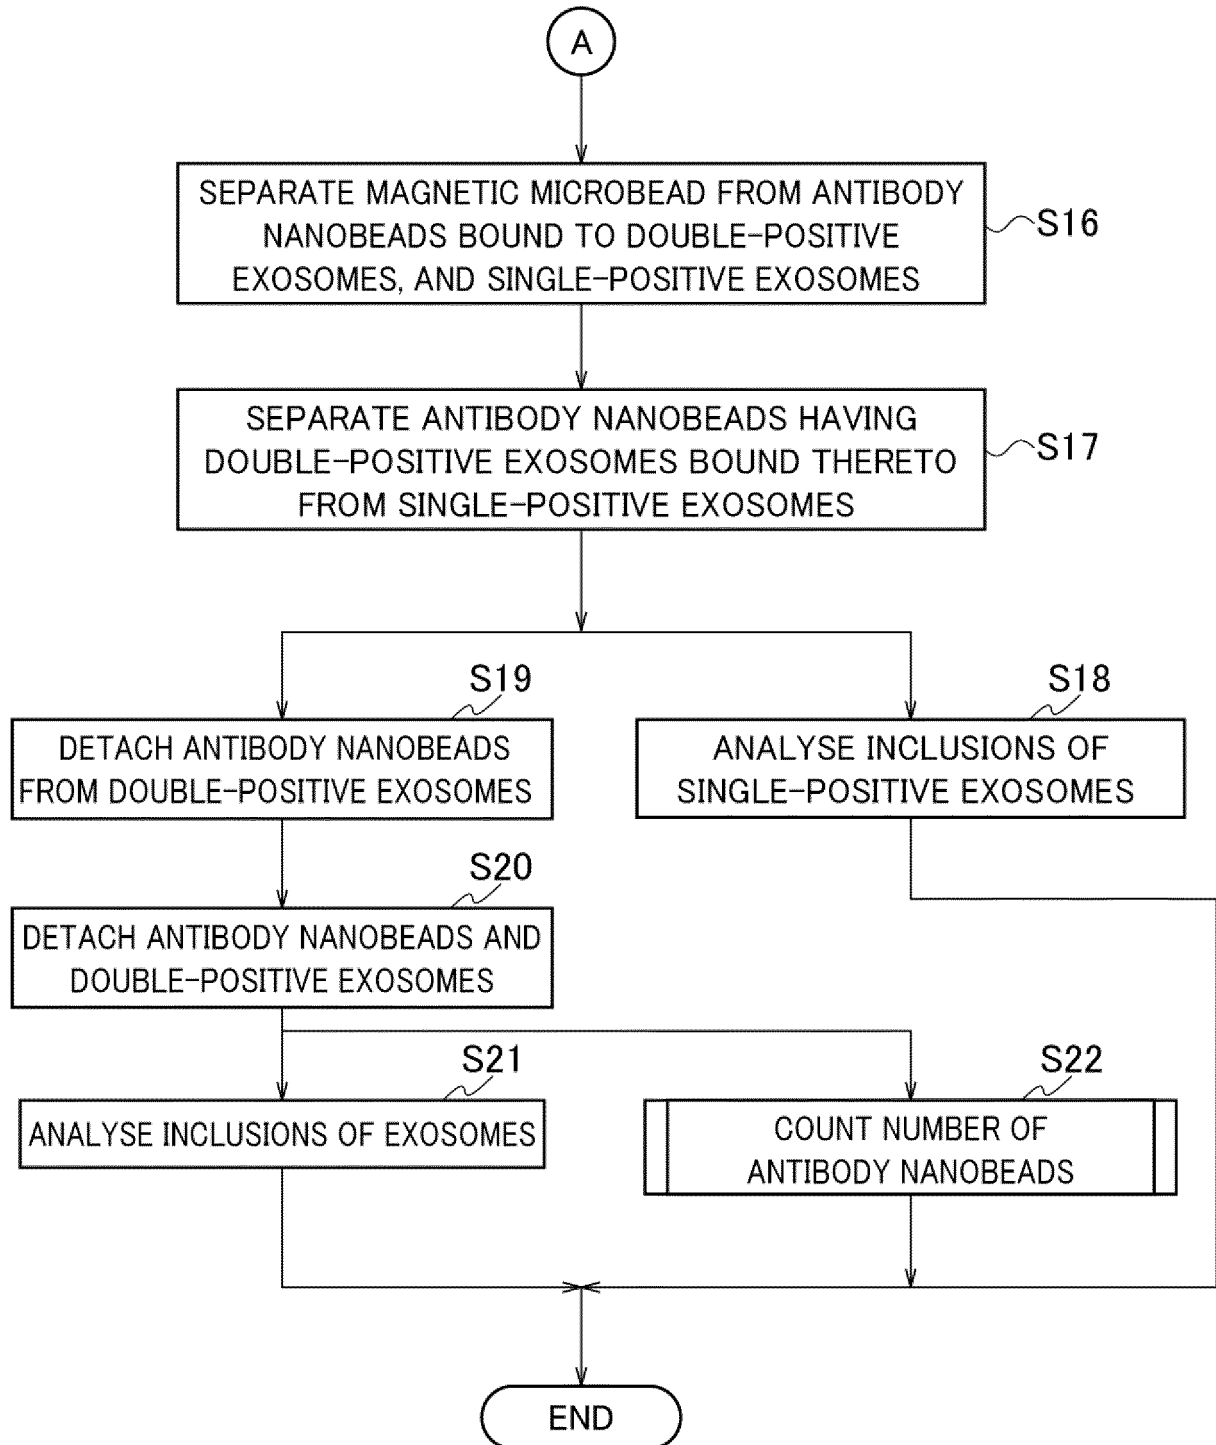 A
SEPARATE MAGNETIC MICROBEAD FROM ANTIBODY
NANOBEADS BOUND TO DOUBLE-POSITIVE
EXOSOMES, AND SINGLE-POSITIVE EXOSOMES
S16
SEPARATE ANTIBODY NANOBEADS HAVING
DOUBLE-POSITIVE EXOSOMES BOUND THERETO
FROM SINGLE-POSITIVE EXOSOMES
S17
S19
DETACH ANTIBODY NANOBEADS
FROM DOUBLE-POSITIVE EXOSOMES
S18
ANALYSE INCLUSIONS OF
SINGLE-POSITIVE EXOSOMES
S20
DETACH ANTIBODY NANOBEADS AND
DOUBLE-POSITIVE EXOSOMES
S21
ANALYSE INCLUSIONS OF EXOSOMES
S22
COUNT NUMBER OF
ANTIBODY NANOBEADS
END